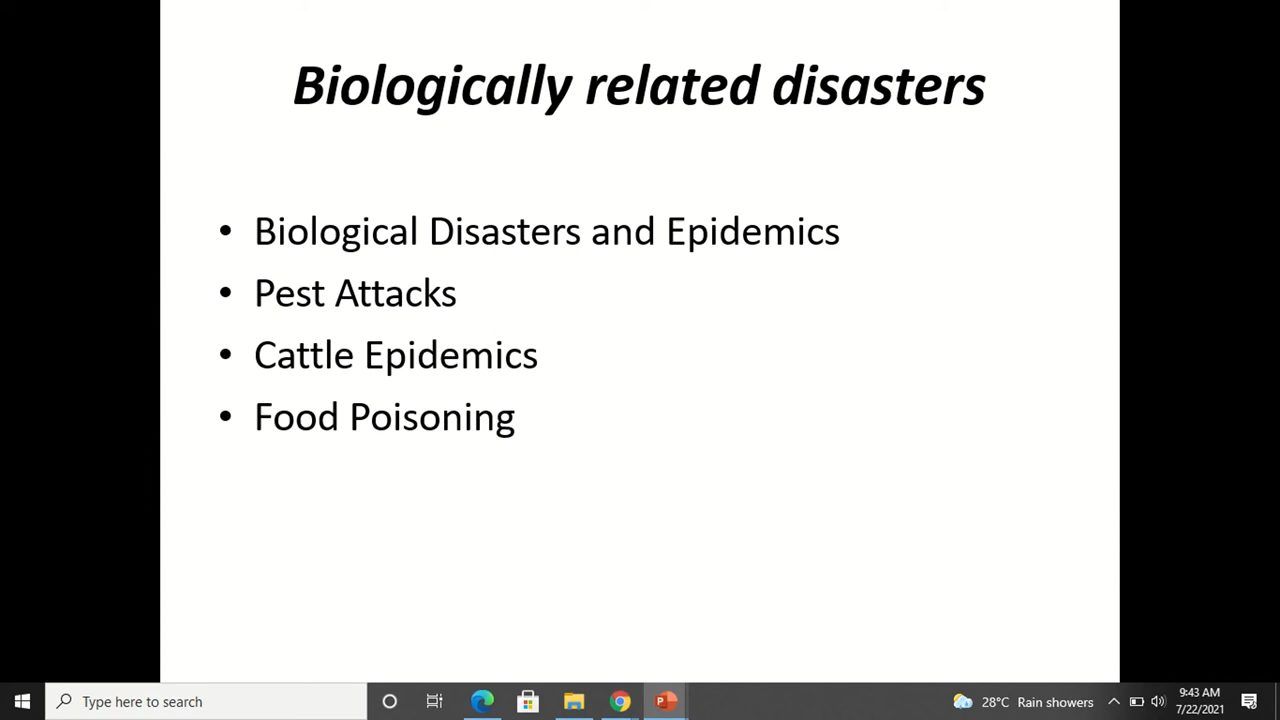 Biologically related disasters
• Biological Disasters and Epidemics
• Pest Attacks
• Cattle Epidemics
• Food Poisoning
Type here to search
28°C Rain showers
9:43 AM
7/22/2021